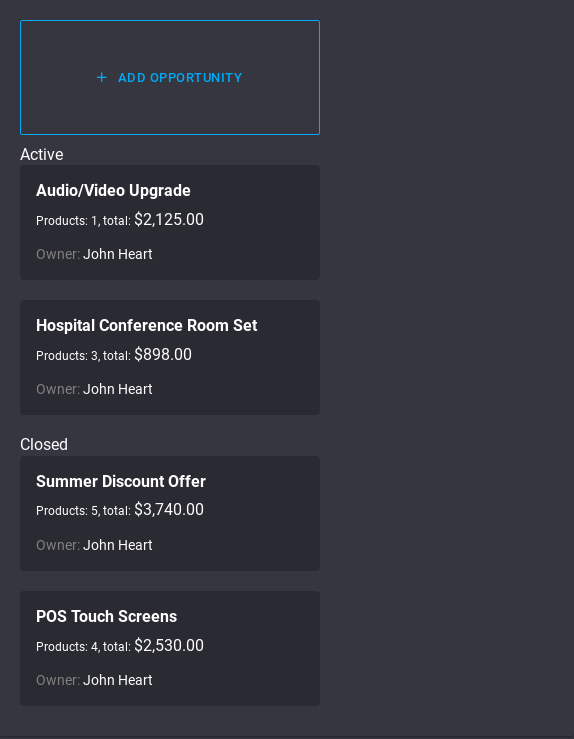 + ADD OPPORTUNITY
Active
Audio/Video Upgrade
Products: 1, total: $2,125.00
Owner: John Heart
Hospital Conference Room Set
Products: 3, total: $898.00
Owner: John Heart
Closed
Summer Discount Offer
Products: 5, total: $3,740.00
Owner: John Heart
POS Touch Screens
Products: 4, total: $2,530.00
Owner: John Heart